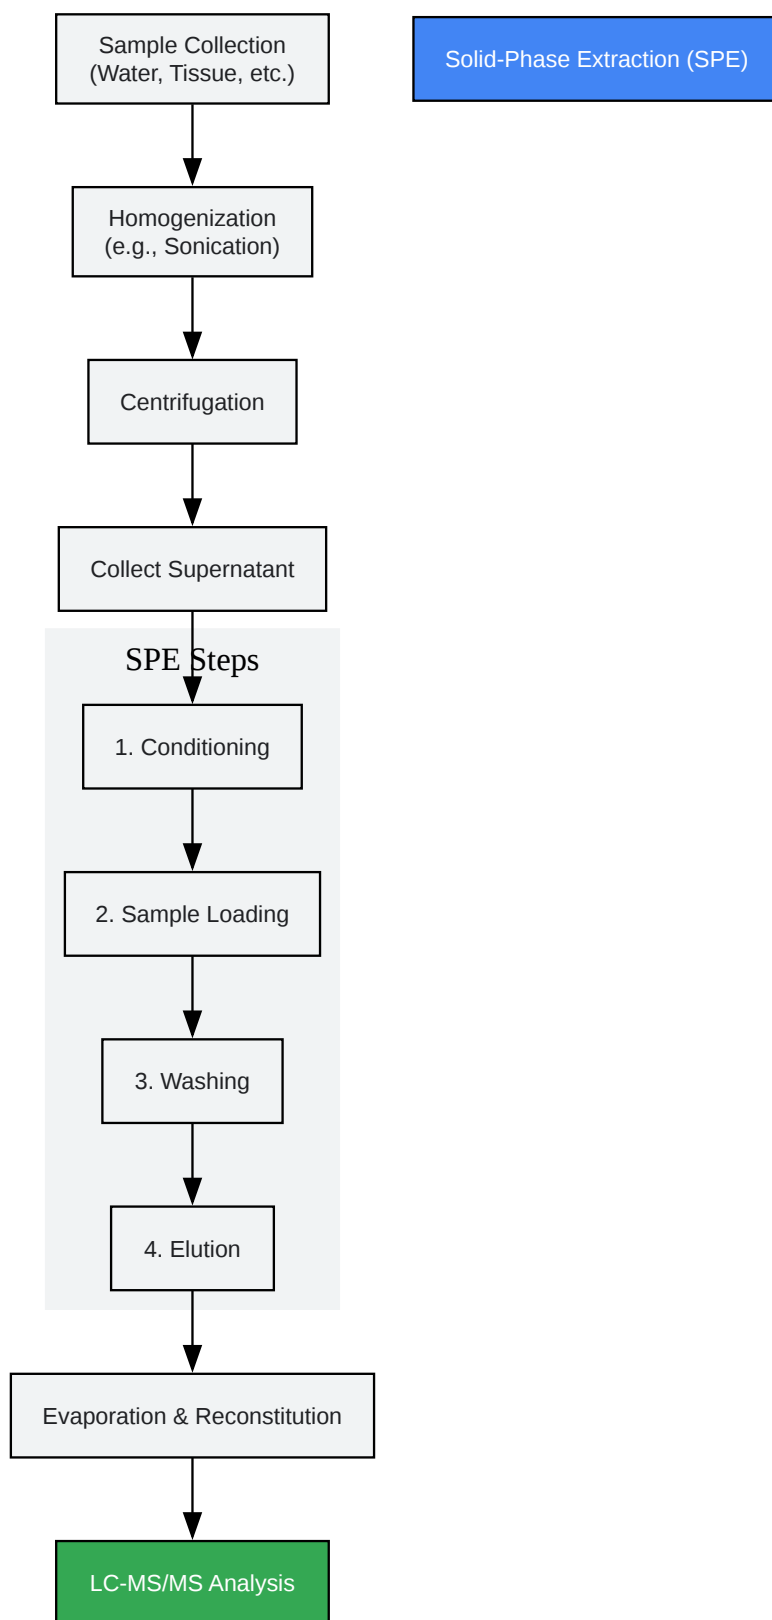 Sample Collection
(Water, Tissue, etc.)
Solid-Phase Extraction (SPE)
Homogenization
(e.g., Sonication)
Centrifugation
Collect Supernatant
SPE Steps
1. Conditioning
2. Sample Loading
3. Washing
4. Elution
Evaporation & Reconstitution
LC-MS/MS Analysis